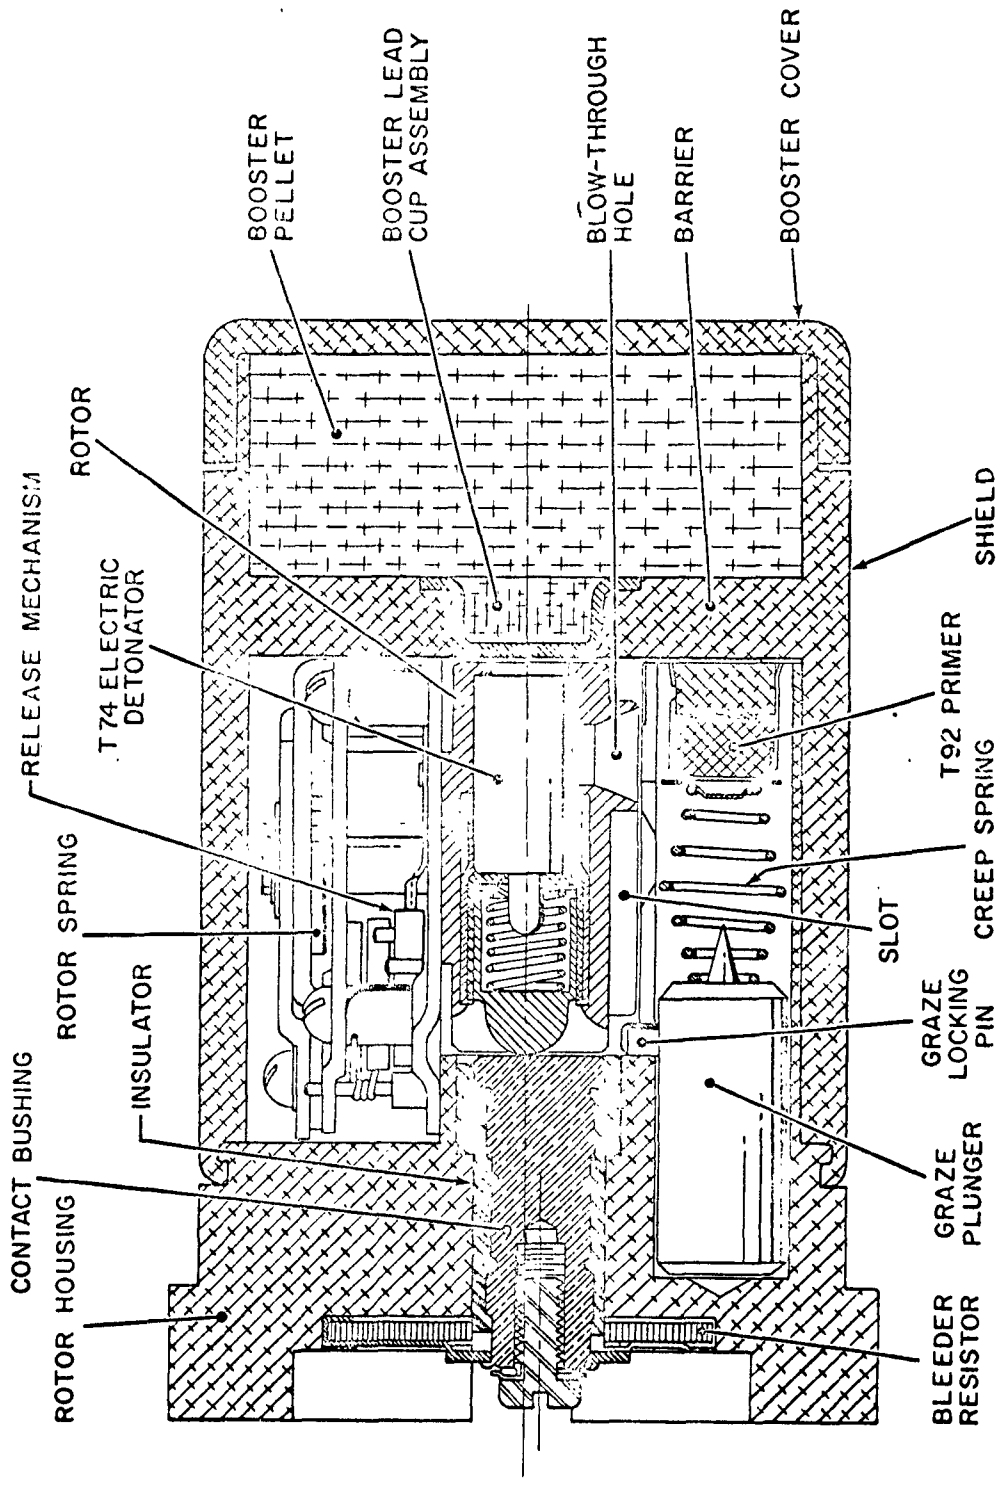 CONTACT BUSHING
ROTOR HOUSING
INSULATOR
ROTOR SPRING
RELEASE MECHANISM
T74 ELECTRIC
DETONATOR
ROTOR
BOOSTER
PELLET
BOOSTER LEAD
CUP ASSEMBLY
BLOW-THROUGH
HOLE
BARRIER
BOOSTER COVER
BLEEDER
RESISTOR
GRAZE
PLUNGER
GRAZE
LOCKING
PIN
SLOT
CREEP SPRING
T92 PRIMER
SHIELD